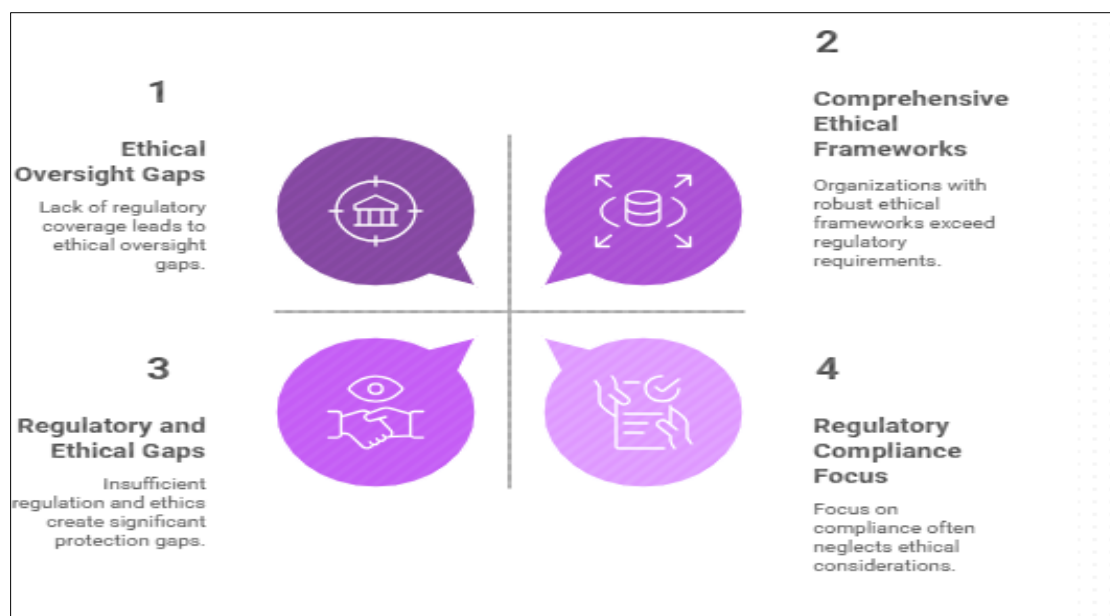 1
Ethical
Oversight Gaps
Lack of regulatory
coverage leads to
ethical oversight
gaps.
2
Comprehensive
Ethical
Frameworks
Organizations with
robust ethical
frameworks exceed
regulatory
requirements.
3
Regulatory and
Ethical Gaps
Insufficient
regulation and ethics
create significant
protection gaps.
4
Regulatory
Compliance
Focus
Focus on
compliance often
neglects ethical
considerations.